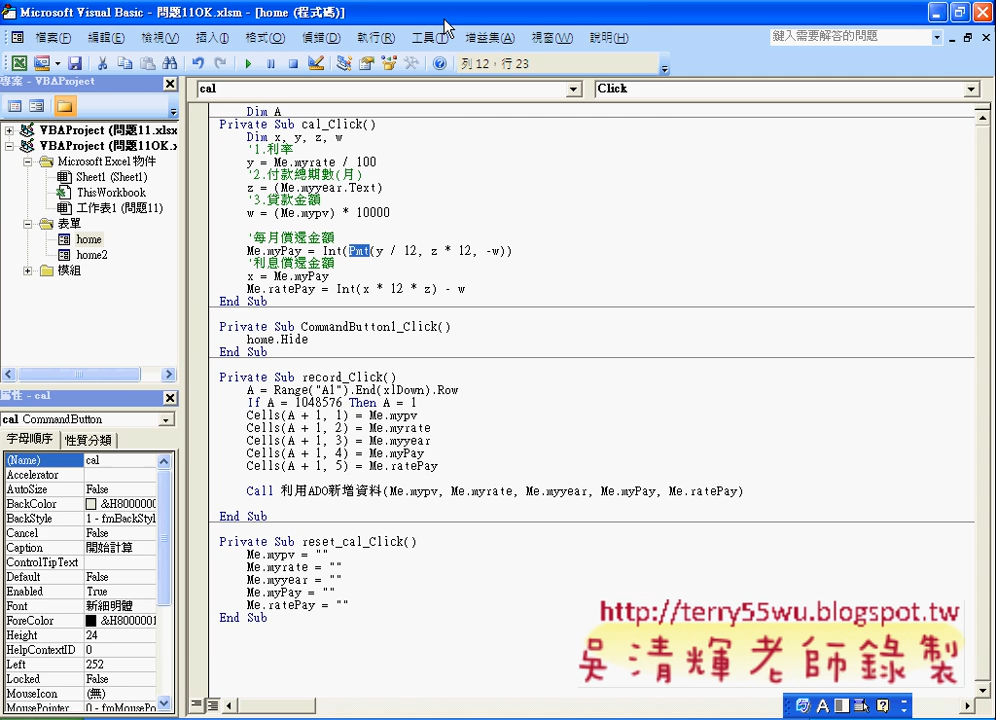 Microsoft Visual Basic - 問題11OK.xlsm - [home (程式碼)]
檔案(F) 編輯(E) 檢視(V) 插入(I) 格式(O) 偵錯(D) 執行(R) 工具(T) 增益集(A) 視窗(W) 說明(H) 鍵入需要解答的問題
列 12，行 23
專案 - VBAProject
cal Click
VBAProject (問題11.xlsx
VBAProject (問題11OK.x
Microsoft Excel 物件
Sheet1 (Sheet1)
ThisWorkbook
工作表1 (問題11)
表單
home
home2
模組
屬性 - cal
cal CommandButton
字母順序 性質分類
(Name) cal
Accelerator
AutoSize False
BackColor &H8000000
BackStyle 1 - fmBackStyl
Cancel False
Caption 開始計算
ControlTipText
Default False
Enabled True
Font 新細明體
ForeColor &H8000001
Height 24
HelpContextID 0
Left 252
Locked False
MouseIcon (無)
MousePointer 0 - fmMousePo
Dim A
Private Sub cal_Click()
Dim x, y, z, w
'1.利率
y = Me.myrate / 100
'2.付款總期數(月)
z = (Me.myyear.Text)
'3.貸款金額
w = (Me.mypv) * 10000
'每月償還金額
Me.myPay = Int(Pmt(y / 12, z * 12, -w))
'利息償還金額
x = Me.myPay
Me.ratePay = Int(x * 12 * z) - w
End Sub
Private Sub CommandButton1_Click()
home.Hide
End Sub
Private Sub record_Click()
A = Range("A1").End(xlDown).Row
If A = 1048576 Then A = 1
Cells(A + 1, 1) = Me.mypv
Cells(A + 1, 2) = Me.myrate
Cells(A + 1, 3) = Me.myyear
Cells(A + 1, 4) = Me.myPay
Cells(A + 1, 5) = Me.ratePay
Call 利用ADO新增資料(Me.mypv, Me.myrate, Me.myyear, Me.myPay, Me.ratePay)
End Sub
Private Sub reset_cal_Click()
Me.mypv = ""
Me.myrate = ""
Me.myyear = ""
Me.myPay = ""
Me.ratePay = ""
End Sub
http://terry55wu.blogspot.tw
吳清輝老師錄製